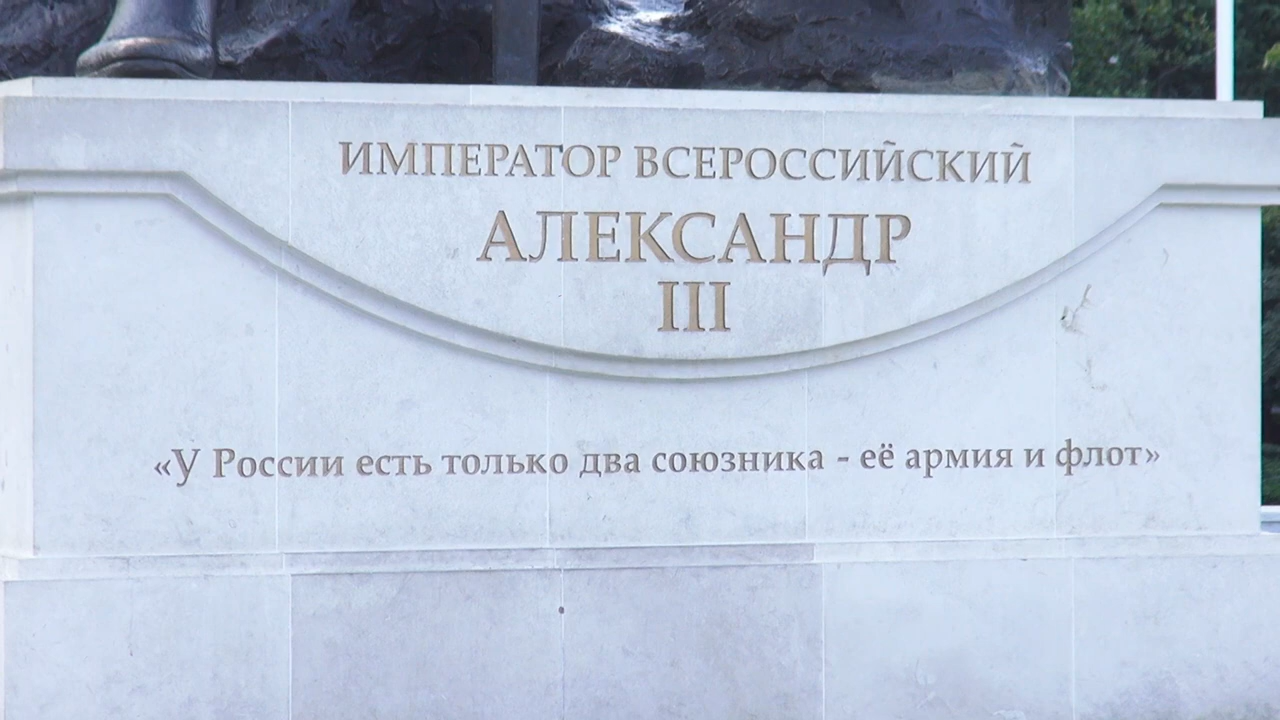 ИМПЕРАТОР ВСЕРОССИЙСКИЙ
АЛЕКСАНДР
III
«У России есть только два союзника - её армия и флот»